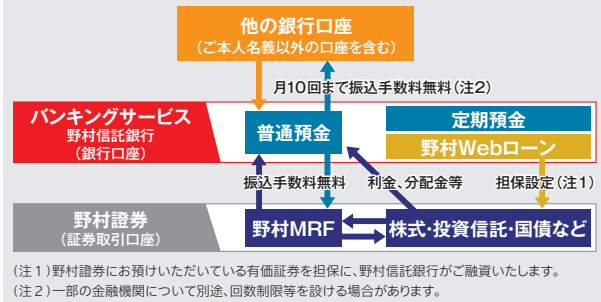 他の銀行口座
(ご本人名義以外の口座を含む)
月10回まで振込手数料無料(注2)
バンキングサービス
野村信託銀行
(銀行口座)
普通預金
定期預金
野村Webローン
振込手数料無料
利金、分配金等
担保設定(注1)
野村證券
(証券取引口座)
野村MRF
株式・投資信託・国債など
(注1)野村證券にお預けいただいている有価証券を担保に、野村信託銀行がご融資いたします。
(注2)一部の金融機関について別途、回数制限等を設ける場合があります。